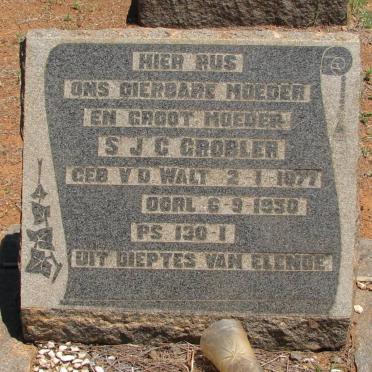 HIER RUS
ONS DIERBARE MOEDER
EN GROOT MOEDER
S J C GROBLER
GEB V D WALT 2-1-1877
OORL 6-9-1950
PS 130-1
UIT DIEPTES VAN ELENDE